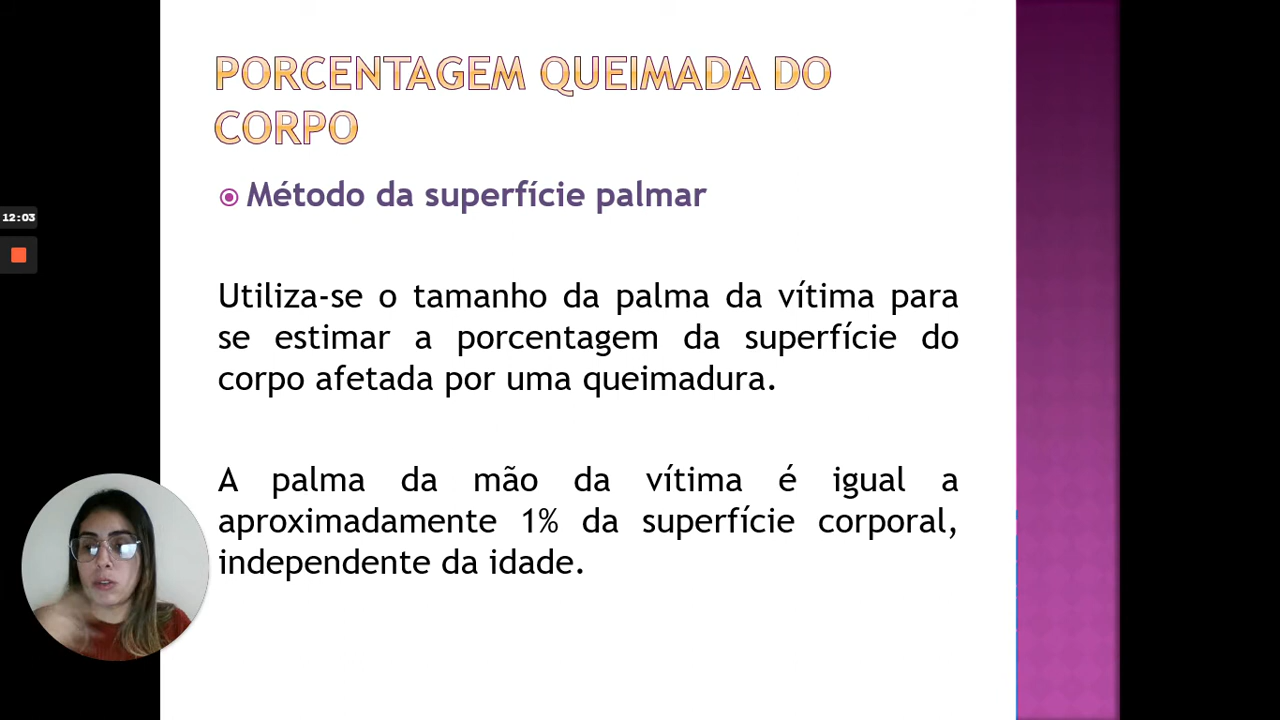 PORCENTAGEM QUEIMADA DO
CORPO
Método da superfície palmar
Utiliza-se o tamanho da palma da vítima para
se estimar a porcentagem da superfície do
corpo afetada por uma queimadura.
A palma da mão da vítima é igual a
aproximadamente 1% da superfície corporal,
independente da idade.
12:03